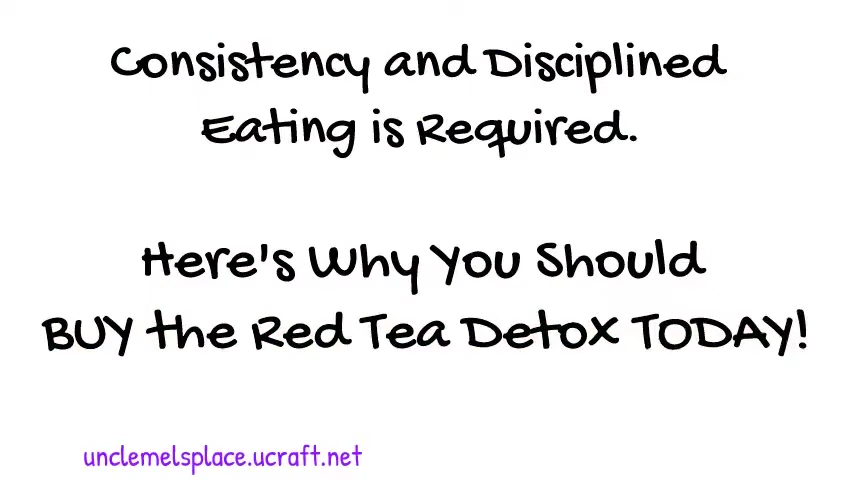 Consistency and Disciplined
Eating is Required.
Here's Why You Should
BUY the Red Tea Detox TODAY!
unclemelsplace.ucraft.net